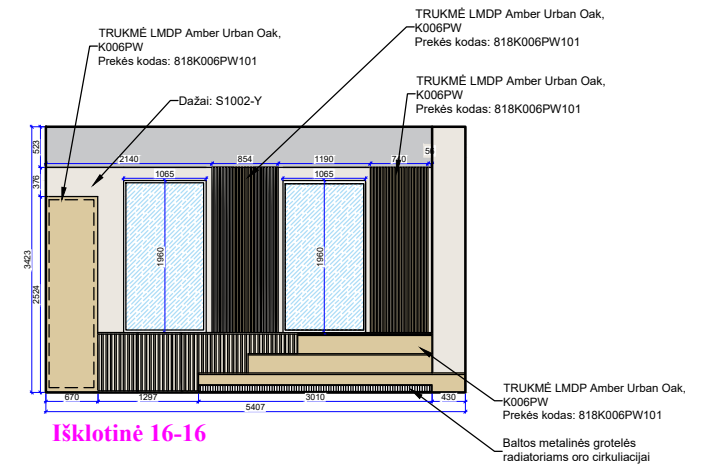 TRUKMĖ LMDP Amber Urban Oak,
K006PW
Prekės kodas: 818K006PW101
TRUKMĖ LMDP Amber Urban Oak,
K006PW
Prekės kodas: 818K006PW101
TRUKMĖ LMDP Amber Urban Oak,
K006PW
Prekės kodas: 818K006PW101
Dažai: S1002-Y
523
2140
854
1190
740
56
376
1065
1065
1960
1960
3423
2524
670
1297
3010
430
5407
TRUKMĖ LMDP Amber Urban Oak,
K006PW
Prekės kodas: 818K006PW101
Baltos metalinės grotelės
radiatoriams oro cirkuliacijai
Išklotinė 16-16